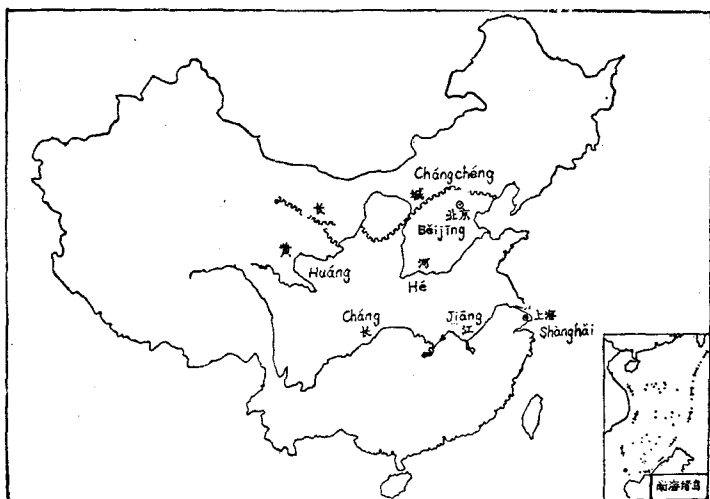 Chángchéng
长 城
北京
Běijīng
黄 河
Huáng Hé
Cháng Jiāng
长 江
上海
Shànghǎi
南海诸岛